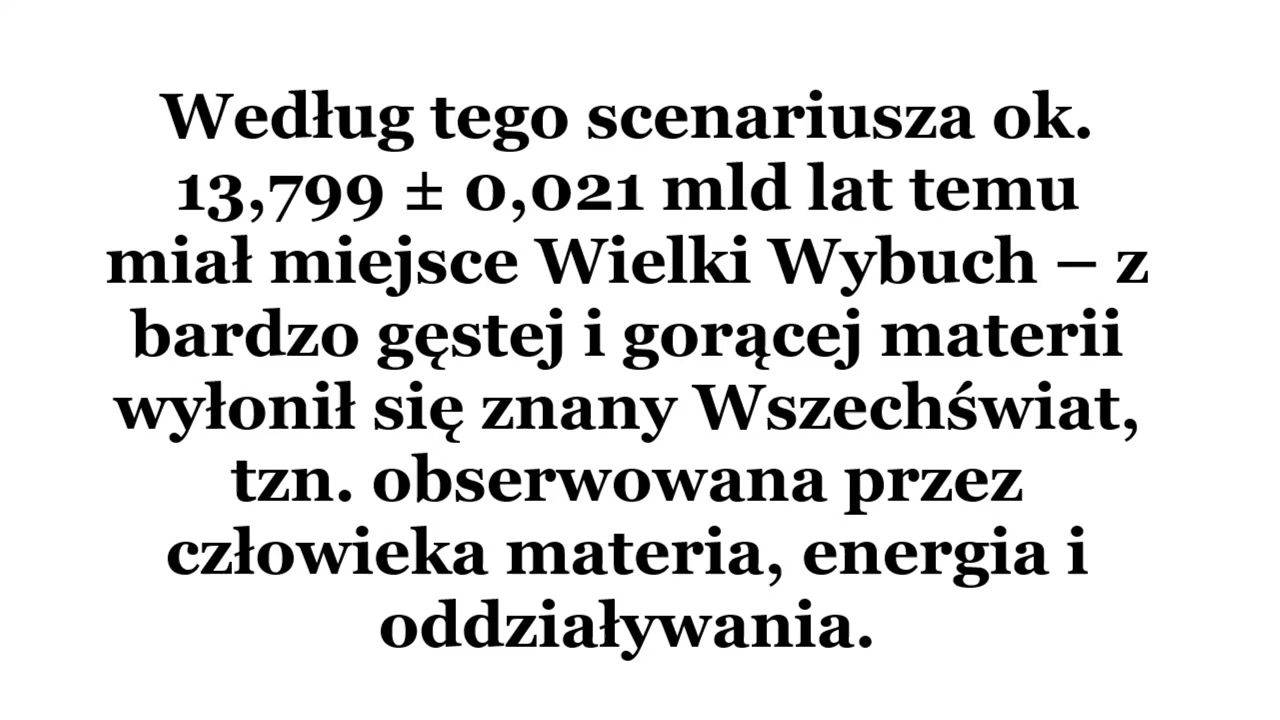 Według tego scenariusza ok.
13,799 ± 0,021 mld lat temu
miał miejsce Wielki Wybuch – z
bardzo gęstej i gorącej materii
wyłonił się znany Wszechświat,
tzn. obserwowana przez
człowieka materia, energia i
oddziaływania.